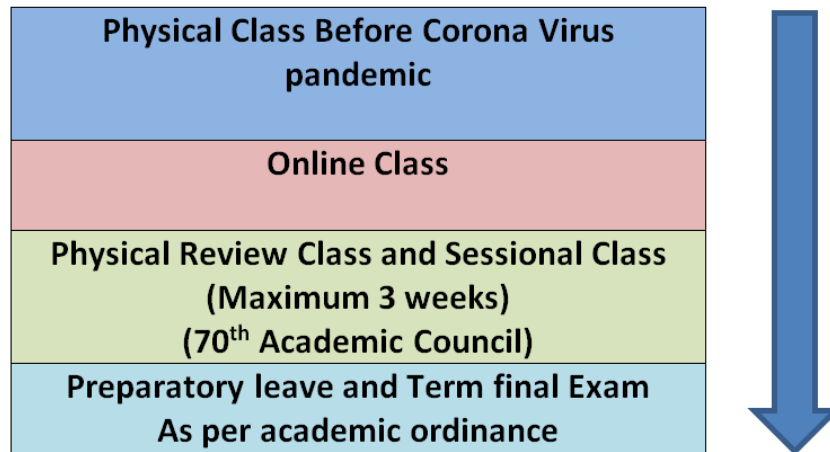 Physical Class Before Corona Virus
pandemic
Online Class
Physical Review Class and Sessional Class
(Maximum 3 weeks)
(70th Academic Council)
Preparatory leave and Term final Exam
As per academic ordinance